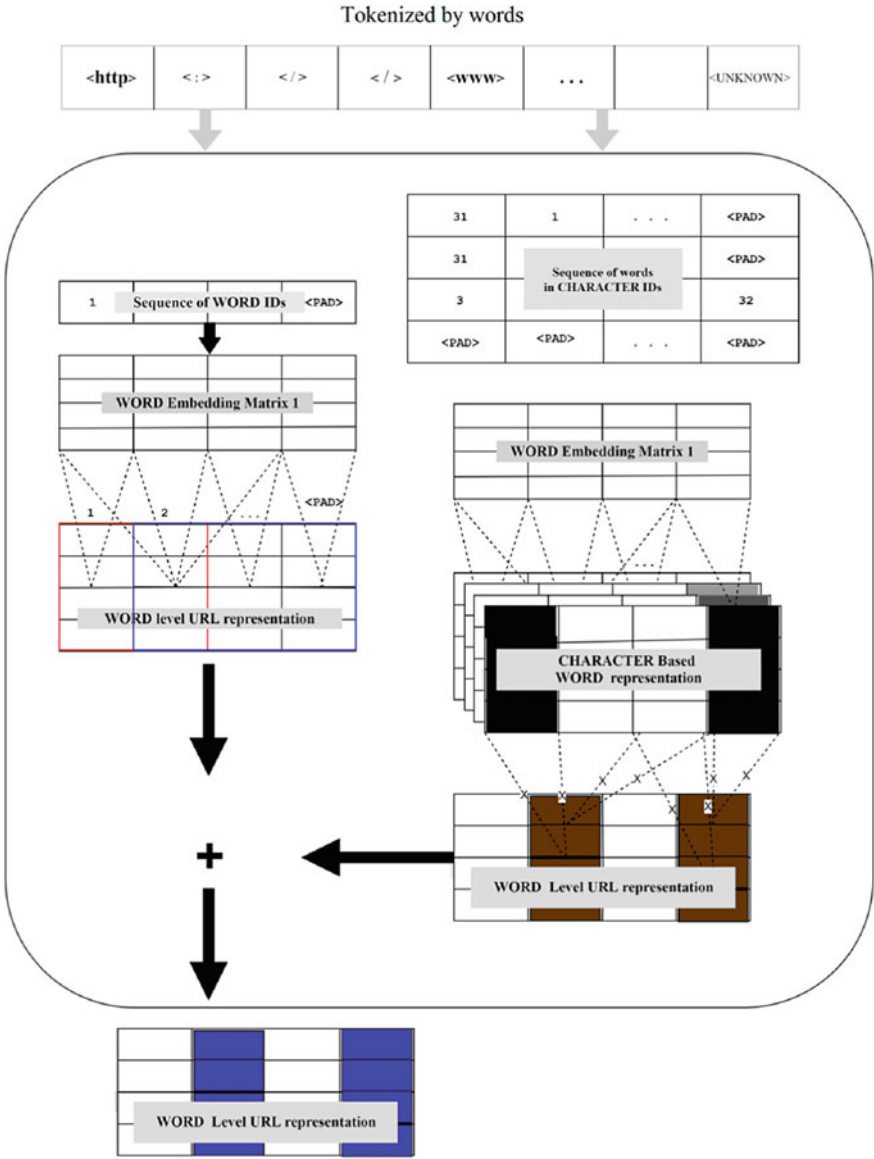 Tokenized by words
<http> <:> </> </> <www> ... <UNKNOWN>
31 1 . . . <PAD>
31 <PAD>
Sequence of words
in CHARACTER IDs
3 32
<PAD> <PAD> . . . <PAD>
1 Sequence of WORD IDs <PAD>
WORD Embedding Matrix 1
<PAD>
1 2 ...
WORD level URL representation
WORD Embedding Matrix 1
....
CHARACTER Based
WORD representation
X X X X X X X X
WORD Level URL representation
+
WORD Level URL representation